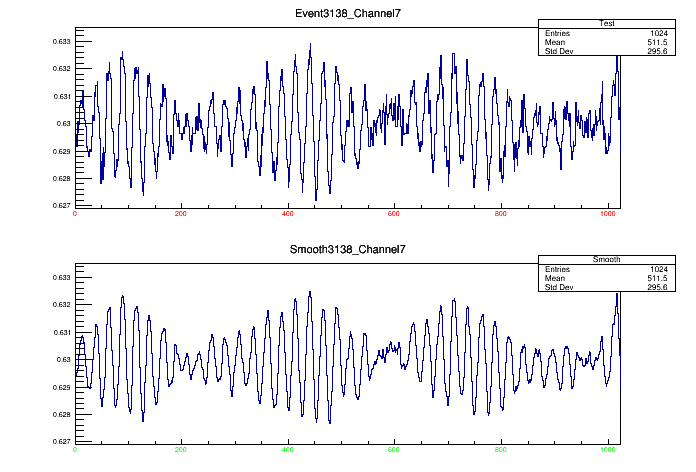 Event3138_Channel7
Test
Entries 1024
Mean 511.5
Std Dev 295.6
0.633
0.632
0.631
0.63
0.629
0.628
0.627
0 200 400 600 800 1000
Smooth3138_Channel7
Smooth
Entries 1024
Mean 511.5
Std Dev 295.6
0.633
0.632
0.631
0.63
0.629
0.628
0.627
0 200 400 600 800 1000